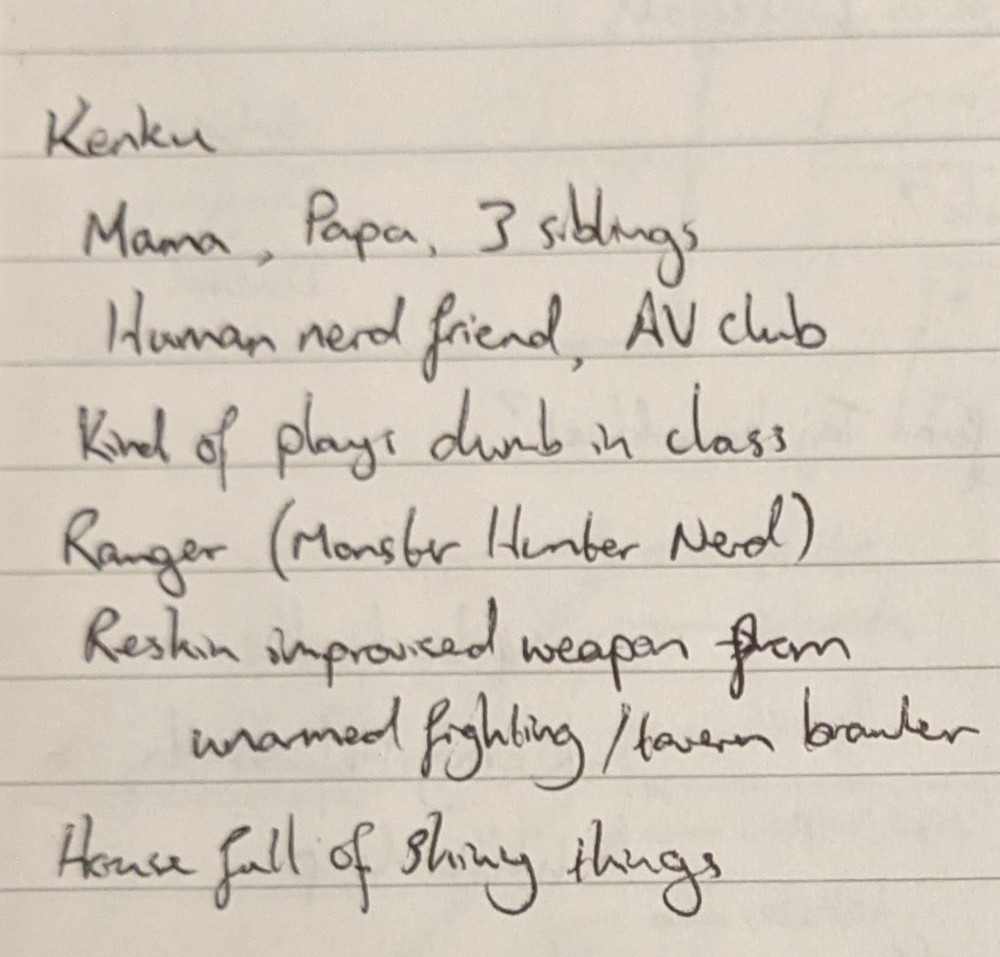 Kenku
Mama, Papa, 3 siblings
Human nerd friend, AV club
Kind of plays dumb in class
Ranger (Monster Hunter Nerd)
Reskin improvised weapon from
unarmed fighting / tavern brawler
House full of shiny things